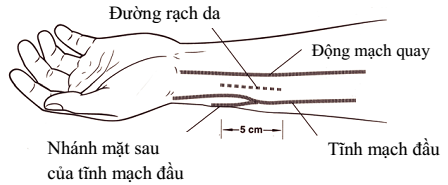 Đường rạch da
Động mạch quay
5 cm
Nhánh mặt sau
của tĩnh mạch đầu
Tĩnh mạch đầu